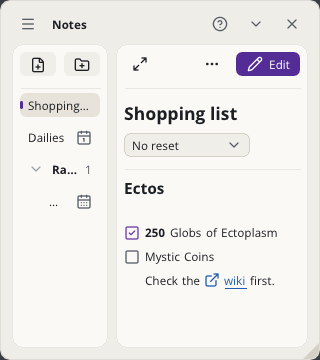 Notes
Shopping...
Dailies
Ra... 1
...
Edit
Shopping list
No reset
Ectos
250 Globs of Ectoplasm
Mystic Coins
Check the wiki first.